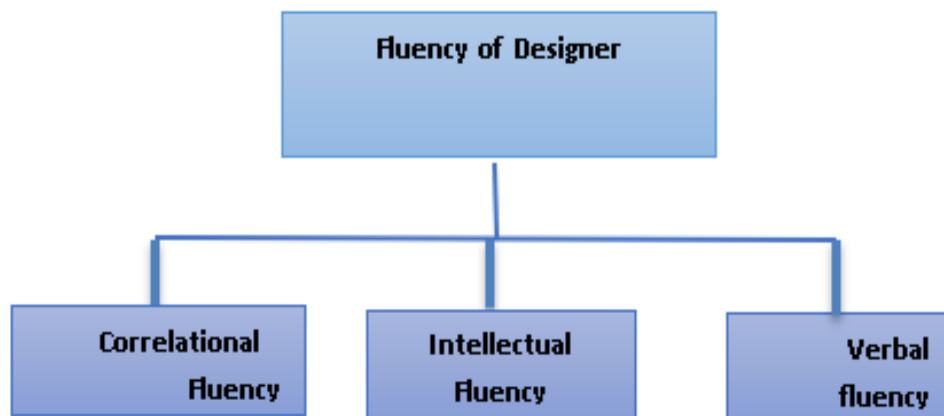 Fluency of Designer
Correlational
Fluency
Intellectual
Fluency
Verbal
fluency